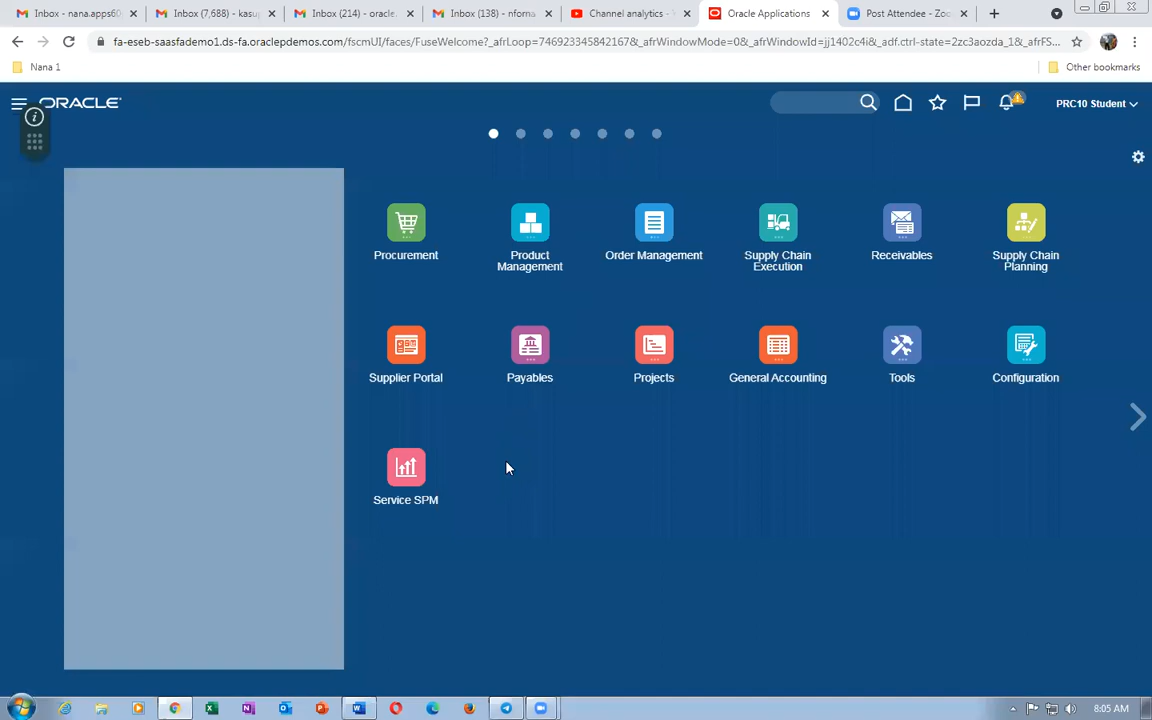 Inbox - nana.apps60
Inbox (7,688) - kasup
Inbox (214) - oracle.
Inbox (138) - nforna
Channel analytics -
Oracle Applications
Post Attendee - Zoo
fa-eseb-saasfademo1.ds-fa.oraclepdemos.com/fscmUI/faces/FuseWelcome?_afrLoop=746923345842167&_afrWindowMode=0&_afrWindowId=jj1402c4i&_adf.ctrl-state=2zc3aozda_1&_afrFS...
Nana 1
Other bookmarks
ORACLE
PRC10 Student
Procurement
Product
Management
Order Management
Supply Chain
Execution
Receivables
Supply Chain
Planning
Supplier Portal
Payables
Projects
General Accounting
Tools
Configuration
Service SPM
8:05 AM